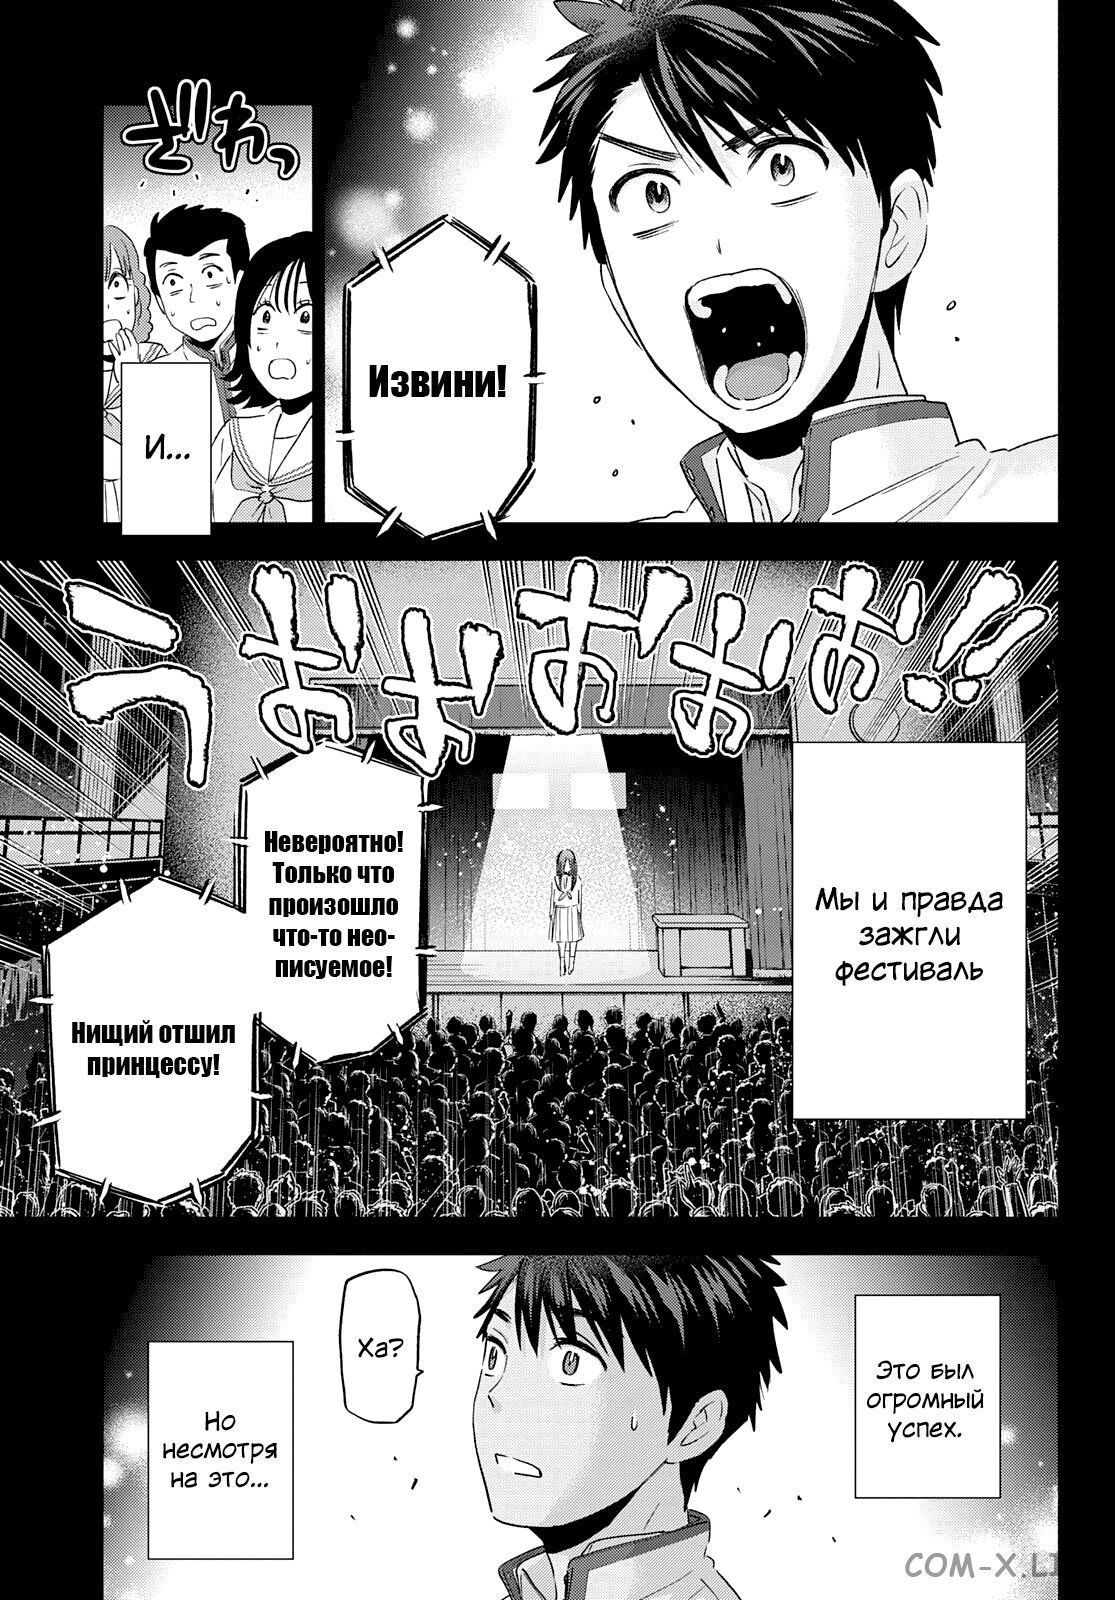 Извини!
ざわっ
И...
うおおおおお!!
Мы и правда
зажгли
фестиваль
Невероятно!
Только что
произошло
что-то нео-
писуемое!
Нищий отшил
принцессу!
Это был
огромный
успех.
Ха?
Но
несмотря
на это...
COM-X.LI